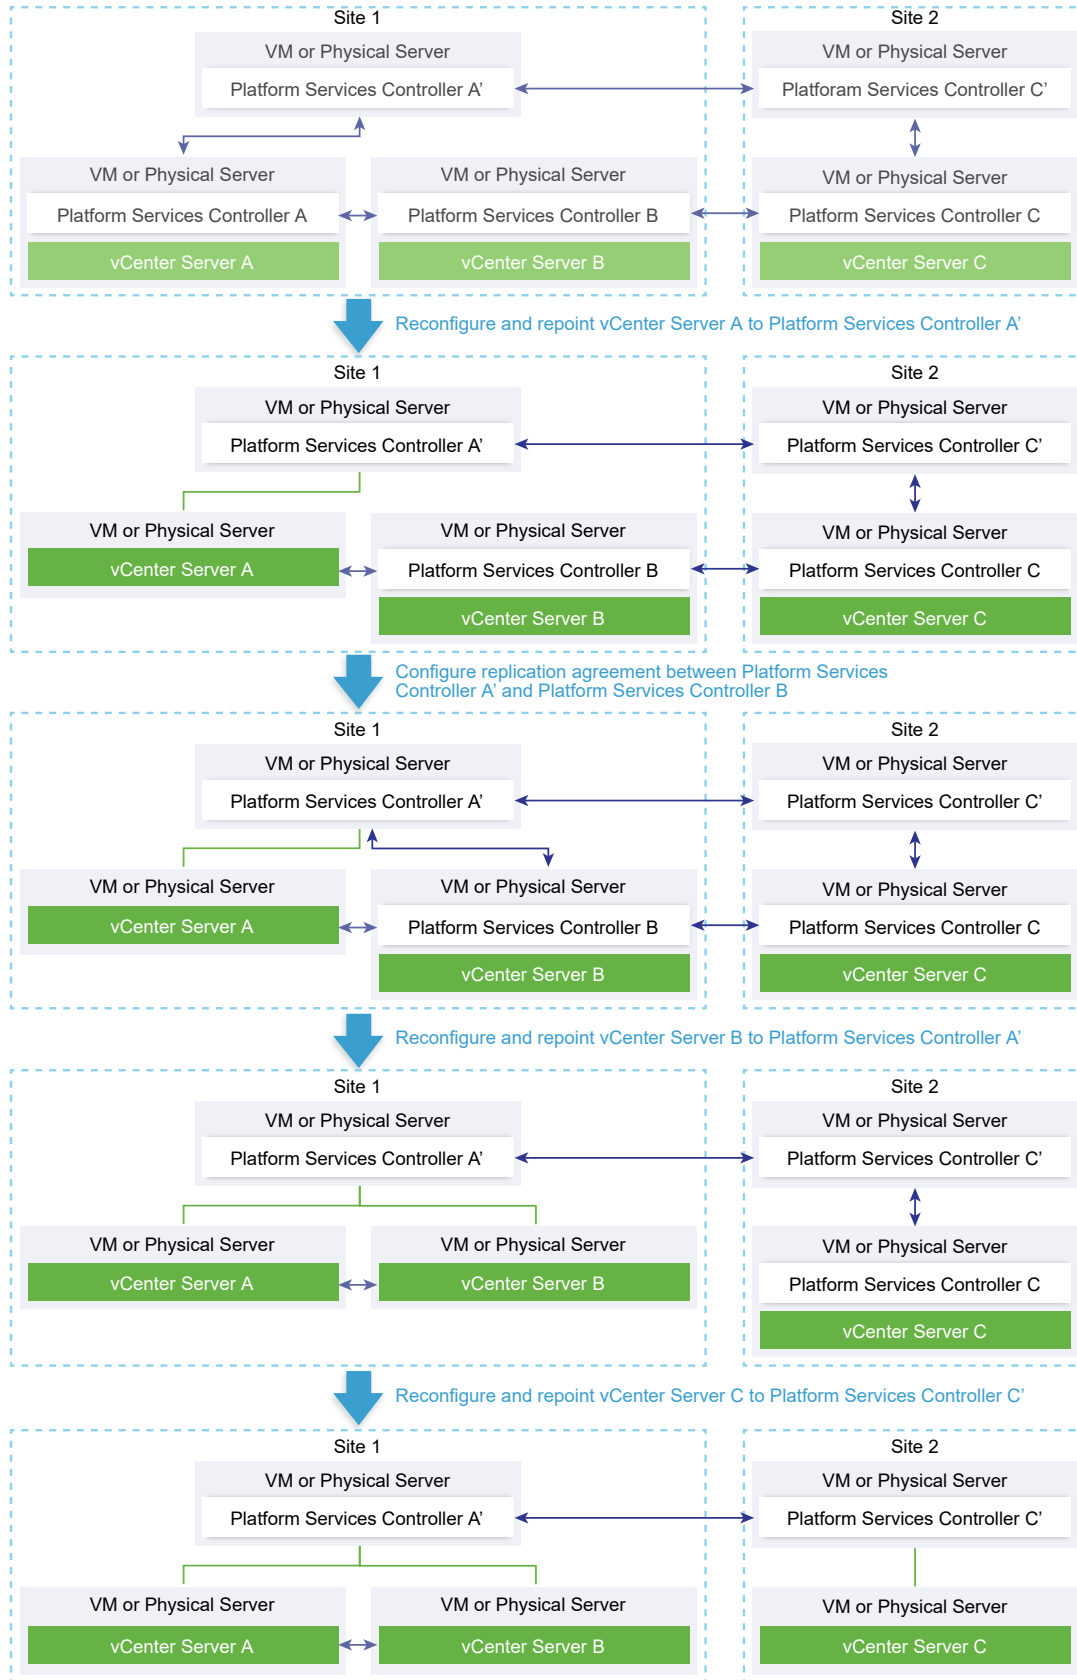 Site 1
Site 2
VM or Physical Server
VM or Physical Server
Platform Services Controller A’
Platforam Services Controller C’
VM or Physical Server
VM or Physical Server
VM or Physical Server
Platform Services Controller A
Platform Services Controller B
Platform Services Controller C
vCenter Server A
vCenter Server B
vCenter Server C
Reconfigure and repoint vCenter Server A to Platform Services Controller A’
Site 1
Site 2
VM or Physical Server
VM or Physical Server
Platform Services Controller A’
Platform Services Controller C’
VM or Physical Server
VM or Physical Server
VM or Physical Server
vCenter Server A
Platform Services Controller B
Platform Services Controller C
vCenter Server B
vCenter Server C
Configure replication agreement between Platform Services
Controller A’ and Platform Services Controller B
Site 1
Site 2
VM or Physical Server
VM or Physical Server
Platform Services Controller A’
Platform Services Controller C’
VM or Physical Server
VM or Physical Server
VM or Physical Server
vCenter Server A
Platform Services Controller B
Platform Services Controller C
vCenter Server B
vCenter Server C
Reconfigure and repoint vCenter Server B to Platform Services Controller A’
Site 1
Site 2
VM or Physical Server
VM or Physical Server
Platform Services Controller A’
Platform Services Controller C’
VM or Physical Server
VM or Physical Server
VM or Physical Server
vCenter Server A
vCenter Server B
Platform Services Controller C
vCenter Server C
Reconfigure and repoint vCenter Server C to Platform Services Controller C’
Site 1
Site 2
VM or Physical Server
VM or Physical Server
Platform Services Controller A’
Platform Services Controller C’
VM or Physical Server
VM or Physical Server
VM or Physical Server
vCenter Server A
vCenter Server B
vCenter Server C